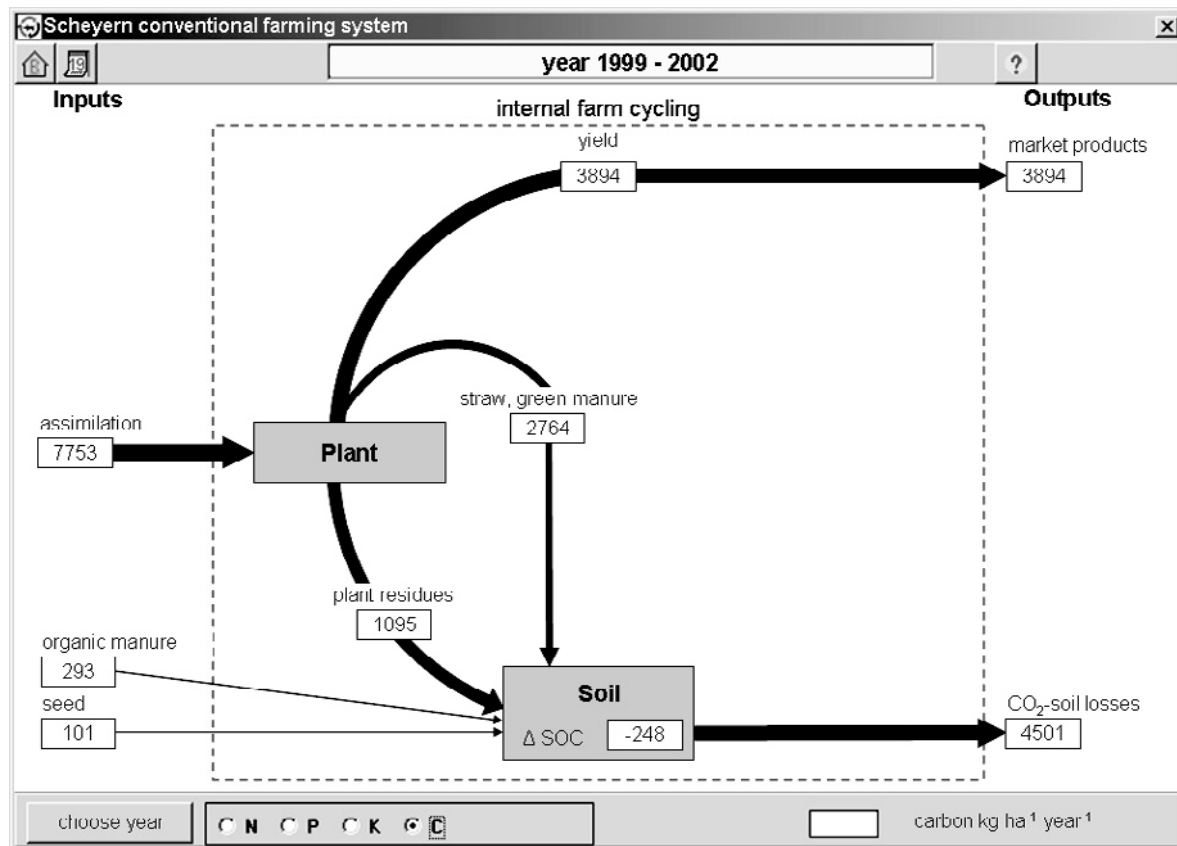 Scheyern conventional farming system
year 1999 - 2002
?
Inputs
Outputs
internal farm cycling
yield
3894
market products
3894
straw, green manure
2764
assimilation
7753
Plant
plant residues
1095
organic manure
293
seed
101
Soil
Δ SOC
-248
CO₂-soil losses
4501
choose year
N P K C
carbon kg ha ¹ year ¹